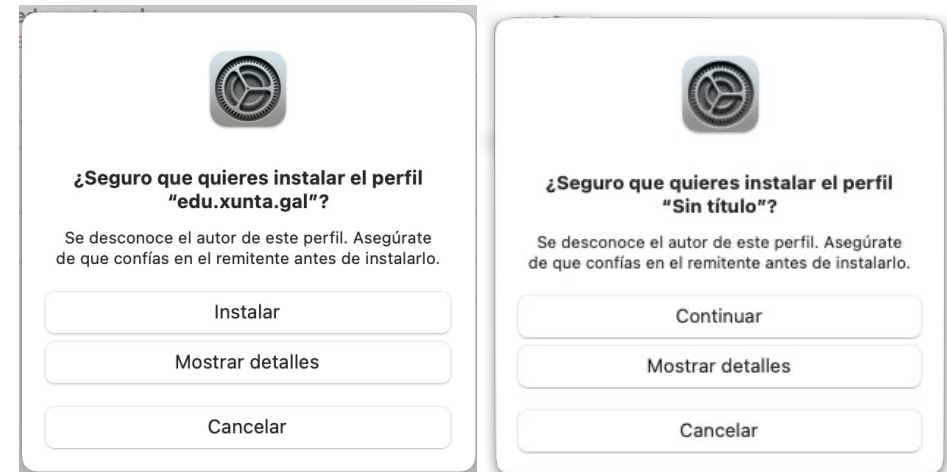 ¿Seguro que quieres instalar el perfil
“edu.xunta.gal”?
Se desconoce el autor de este perfil. Asegúrate
de que confías en el remitente antes de instalarlo.
Instalar
Mostrar detalles
Cancelar
¿Seguro que quieres instalar el perfil
“Sin título”?
Se desconoce el autor de este perfil. Asegúrate
de que confías en el remitente antes de instalarlo.
Continuar
Mostrar detalles
Cancelar